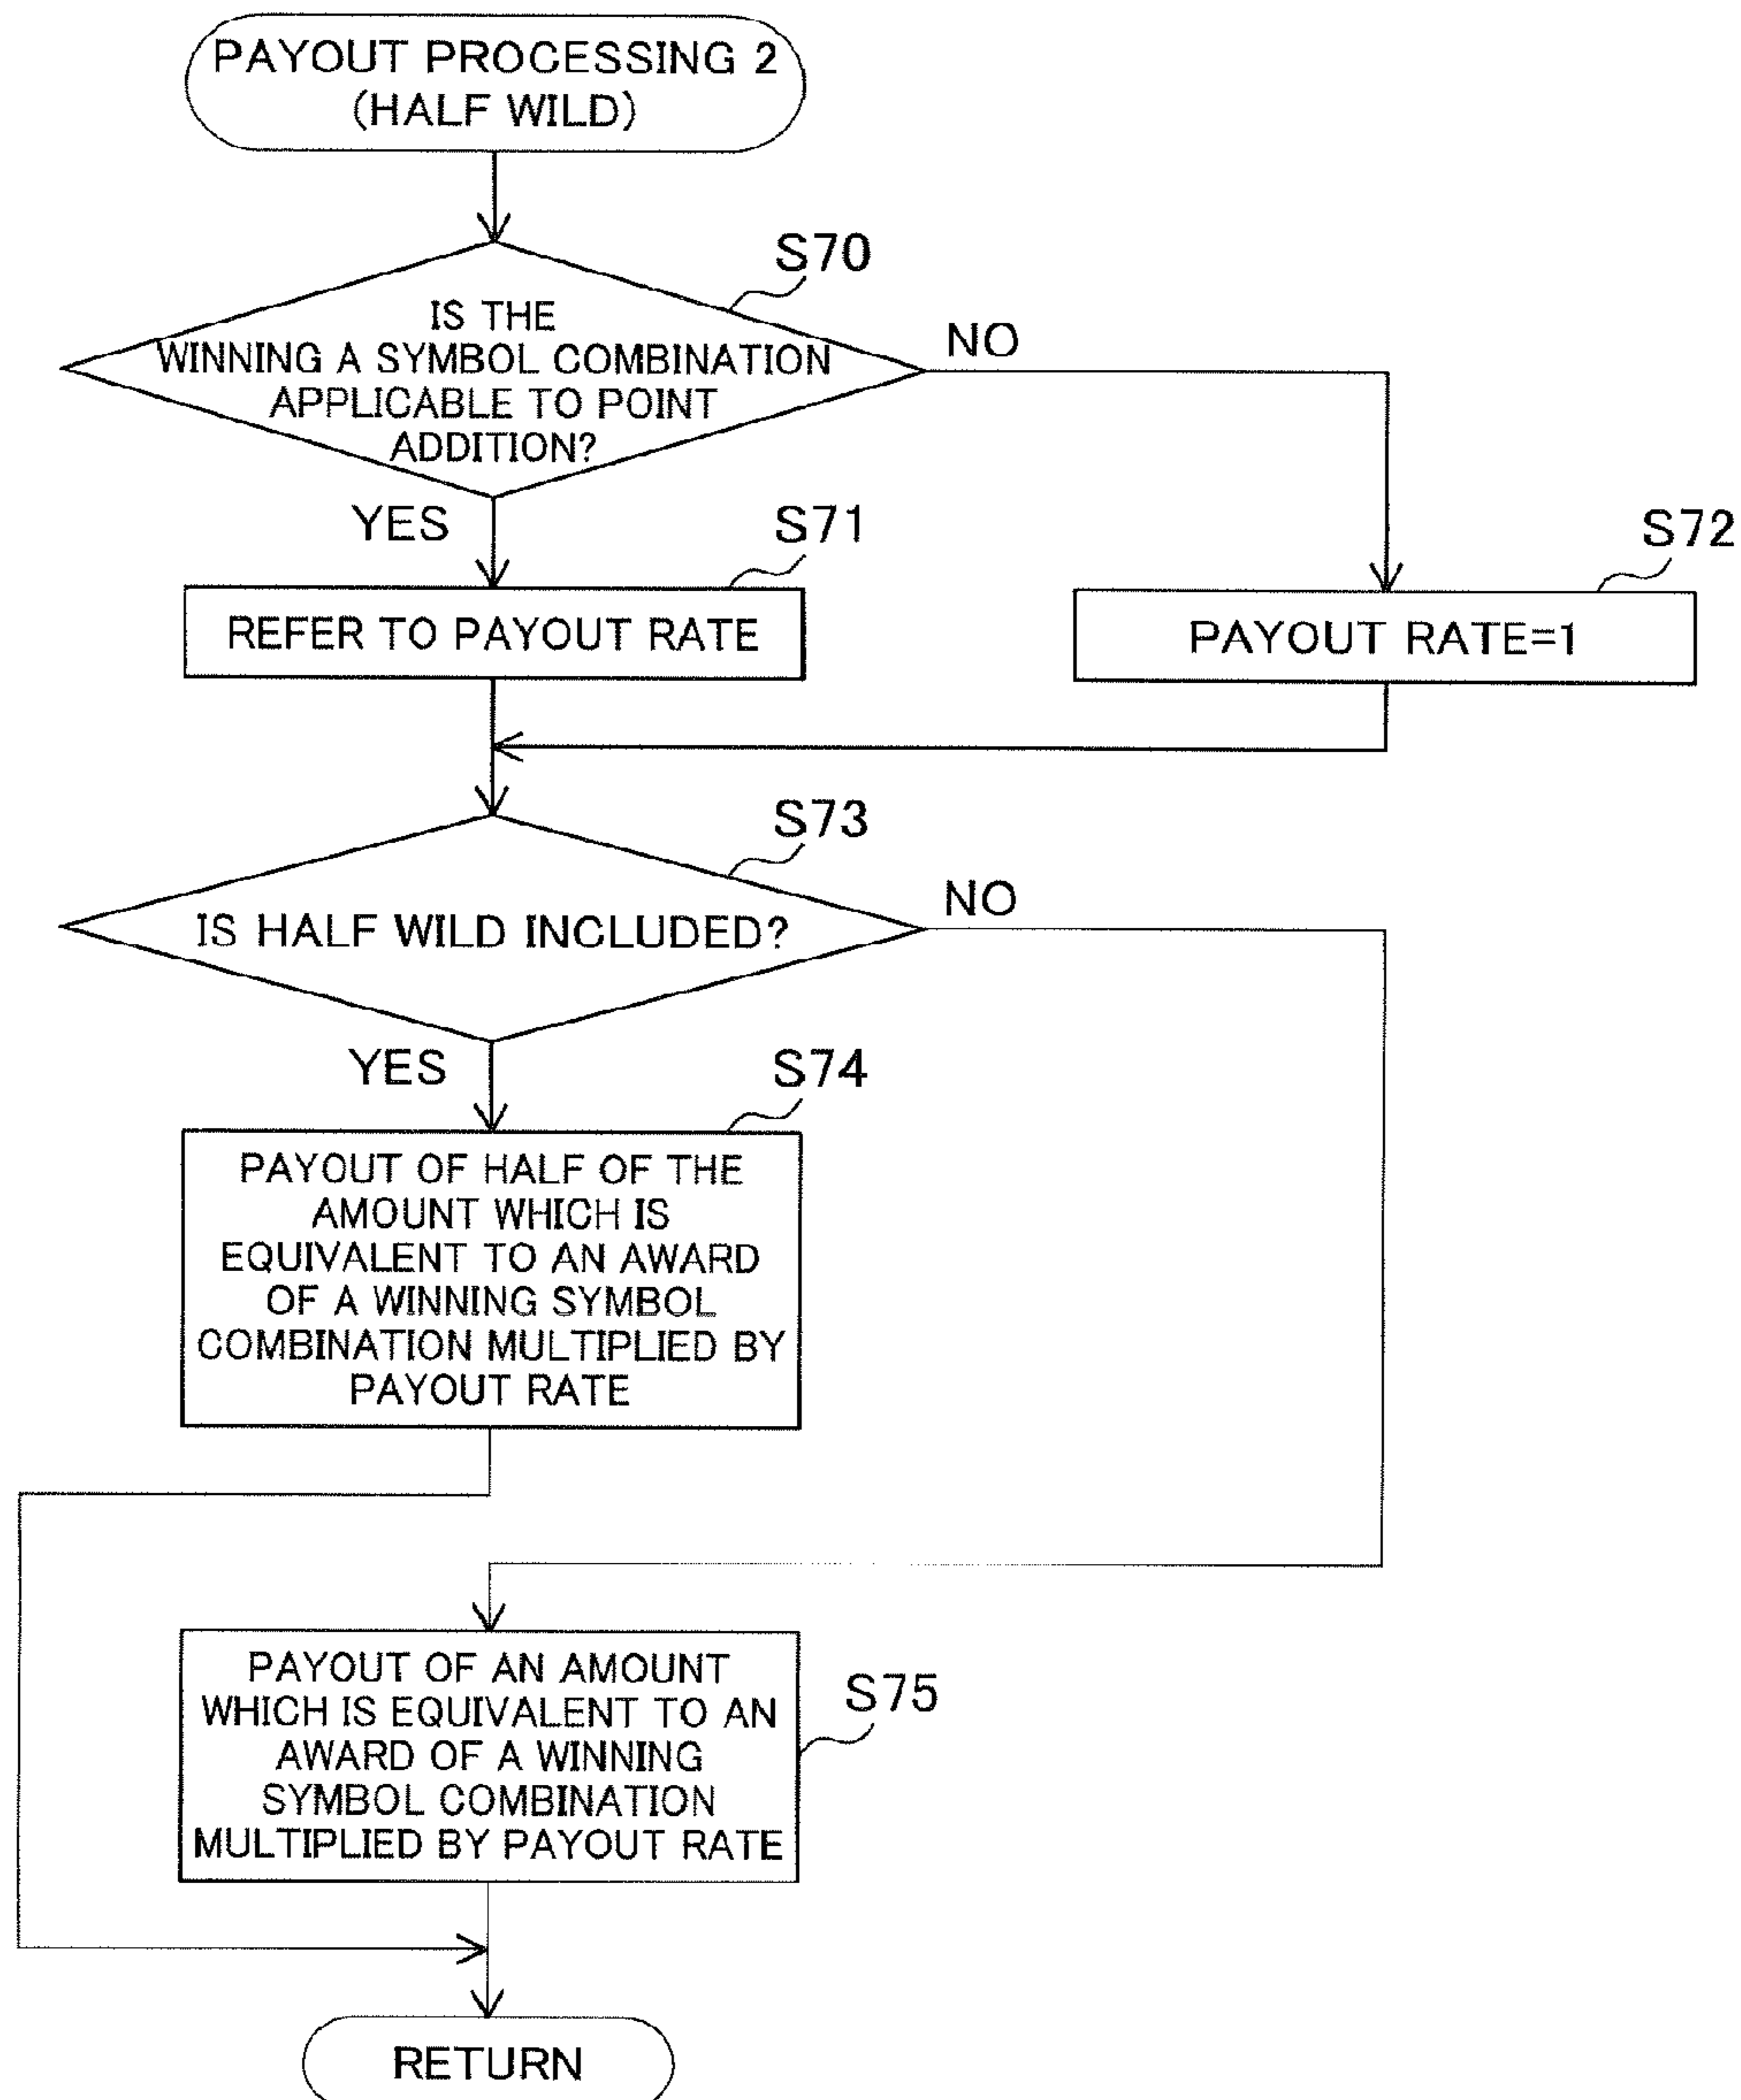 PAYOUT PROCESSING 2
(HALF WILD)
S70
IS THE
WINNING A SYMBOL COMBINATION
APPLICABLE TO POINT
ADDITION?
NO
YES
S71
S72
REFER TO PAYOUT RATE
PAYOUT RATE=1
S73
IS HALF WILD INCLUDED?
NO
YES
S74
PAYOUT OF HALF OF THE
AMOUNT WHICH IS
EQUIVALENT TO AN AWARD
OF A WINNING SYMBOL
COMBINATION MULTIPLIED BY
PAYOUT RATE
PAYOUT OF AN AMOUNT
WHICH IS EQUIVALENT TO AN
AWARD OF A WINNING
SYMBOL COMBINATION
MULTIPLIED BY PAYOUT RATE
S75
RETURN